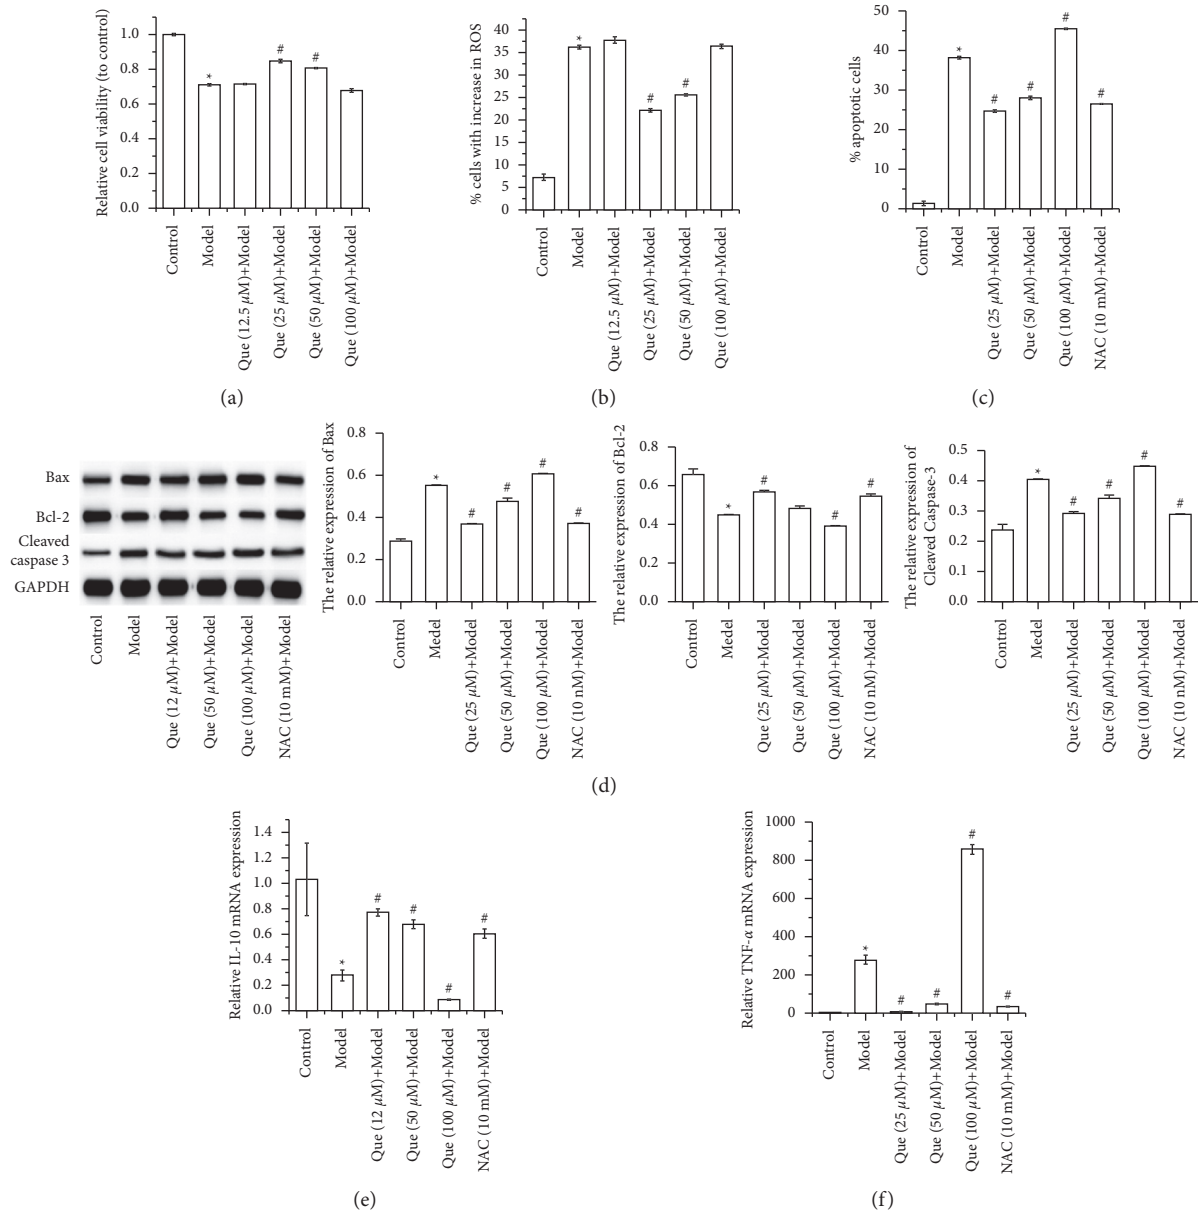 Relative cell viability (to control)
1.0
0.8
0.6
0.4
0.2
0.0
*
#
#
Control
Model
Que (12.5 μM)+Model
Que (25 μM)+Model
Que (50 μM)+Model
Que (100 μM)+Model
(a)
% cells with increase in ROS
40
35
30
25
20
15
10
5
0
*
#
#
Control
Model
Que (12.5 μM)+Model
Que (25 μM)+Model
Que (50 μM)+Model
Que (100 μM)+Model
(b)
% apoptotic cells
50
40
30
20
10
0
*
#
#
#
#
Control
Model
Que (25 μM)+Model
Que (50 μM)+Model
Que (100 μM)+Model
NAC (10 mM)+Model
(c)
Bax
Bcl-2
Cleaved
caspase 3
GAPDH
Control
Model
Que (12 μM)+Model
Que (50 μM)+Model
Que (100 μM)+Model
NAC (10 mM)+Model
The relative expression of Bax
0.8
0.6
0.4
0.2
0.0
*
#
#
#
#
Control
Medel
Que (25 μM)+Model
Que (50 μM)+Model
Que (100 μM)+Model
NAC (10 nM)+Model
The relative expression of Bcl-2
0.8
0.6
0.4
0.2
0.0
*
#
#
#
Control
Medel
Que (25 μM)+Model
Que (50 μM)+Model
Que (100 μM)+Model
NAC (10 nM)+Model
The relative expression of
Cleaved Caspase-3
0.5
0.4
0.3
0.2
0.1
0.0
*
#
#
#
#
Control
Medel
Que (25 μM)+Model
Que (50 μM)+Model
Que (100 μM)+Model
NAC (10 nM)+Model
(d)
Relative IL-10 mRNA expression
1.4
1.2
1.0
0.8
0.6
0.4
0.2
0.0
*
#
#
#
#
Control
Model
Que (12 μM)+Model
Que (50 μM)+Model
Que (100 μM)+Model
NAC (10 mM)+Model
(e)
Relative TNF-α mRNA expression
1000
800
600
400
200
0
*
#
#
#
#
Control
Model
Que (25 μM)+Model
Que (50 μM)+Model
Que (100 μM)+Model
NAC (10 mM)+Model
(f)